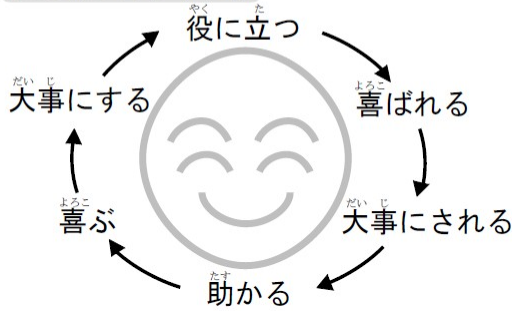 役に立つ
喜ばれる
大事にされる
助かる
喜ぶ
大事にする